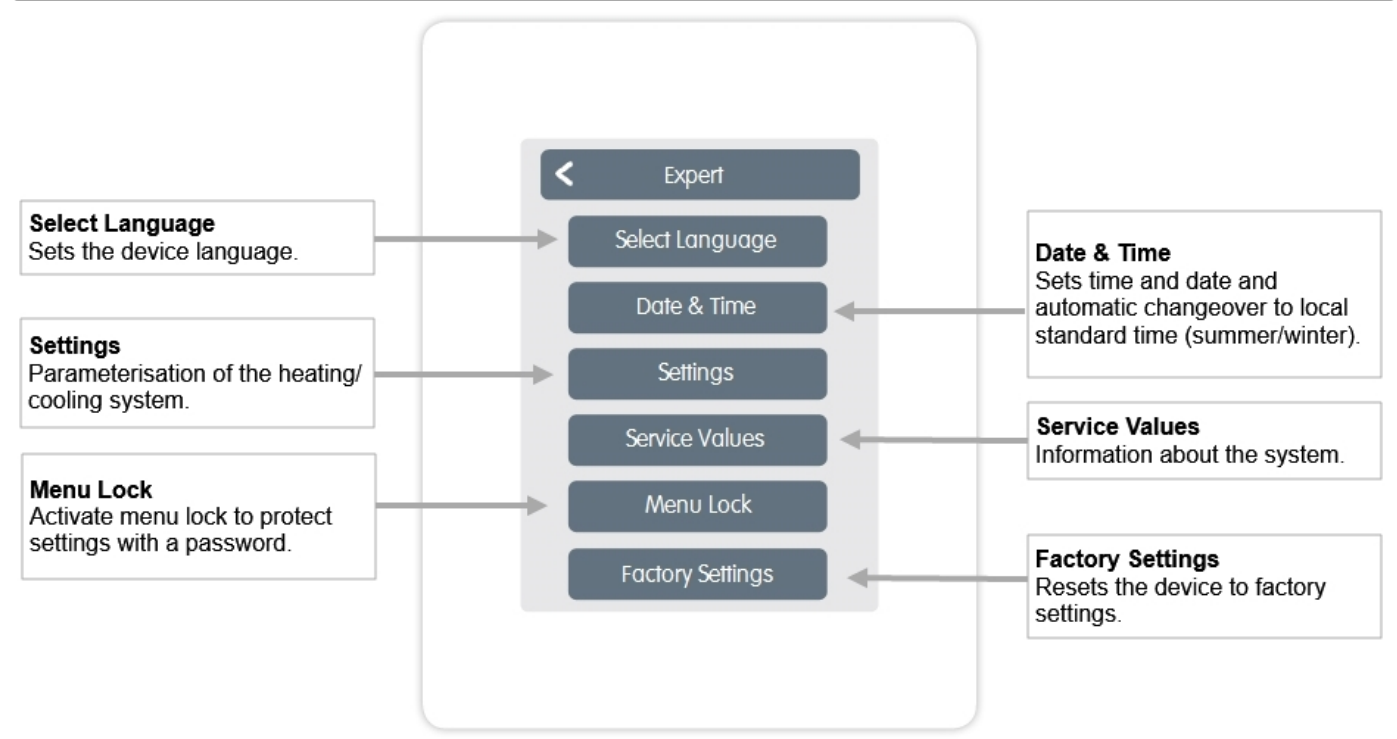 Expert
Select Language
Date & Time
Settings
Service Values
Menu Lock
Factory Settings
Select Language
Sets the device language.
Settings
Parameterisation of the heating/
cooling system.
Menu Lock
Activate menu lock to protect
settings with a password.
Date & Time
Sets time and date and
automatic changeover to local
standard time (summer/winter).
Service Values
Information about the system.
Factory Settings
Resets the device to factory
settings.